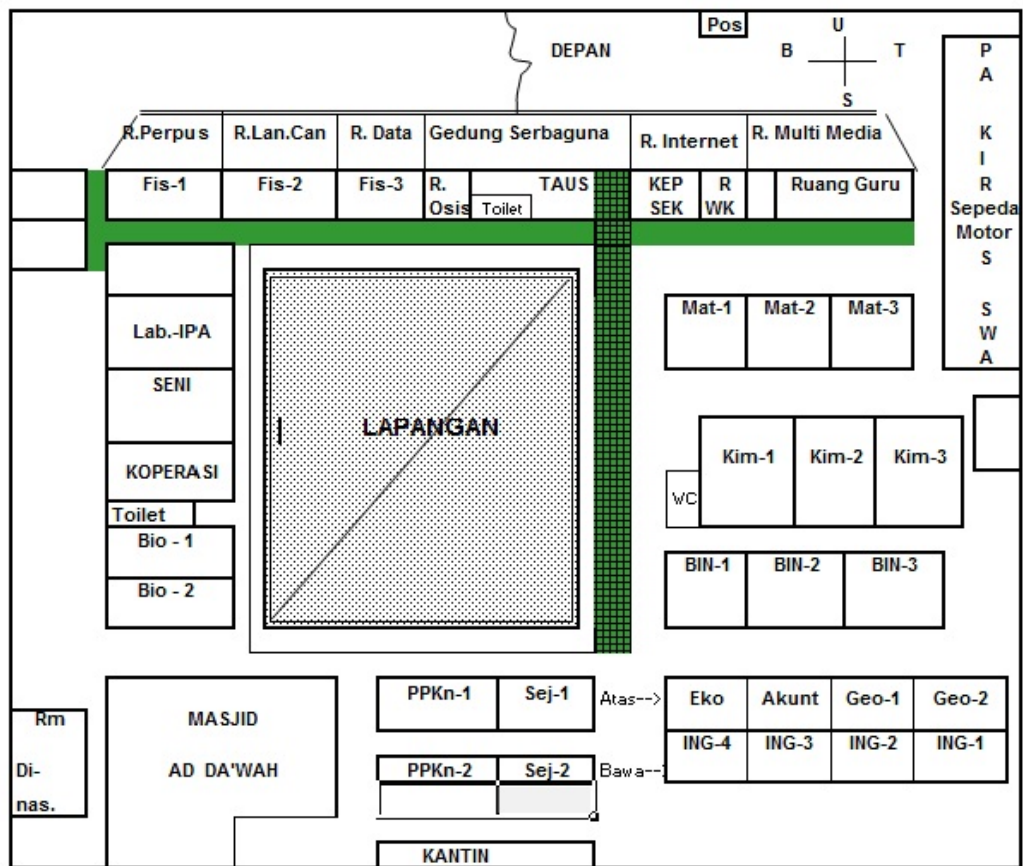 Pos
U
DEPAN
B T
S
PA KIR Sepeda Motor S SWA
R.Perpus R.Lan.Can R. Data Gedung Serbaguna R. Internet R. Multi Media
Fis-1 Fis-2 Fis-3 R. Osis Toilet TAUS KEP SEK R WK Ruang Guru
Mat-1 Mat-2 Mat-3
Lab.-IPA
SENI
LAPANGAN
KOPERASI
Kim-1 Kim-2 Kim-3
WC
Toilet
Bio - 1
Bio - 2
BIN-1 BIN-2 BIN-3
PPKn-1 Sej-1 Atas--> Eko Akunt Geo-1 Geo-2
ING-4 ING-3 ING-2 ING-1
PPKn-2 Sej-2 Bawa--
Rm
Di-
nas.
MASJID
AD DA'WAH
KANTIN